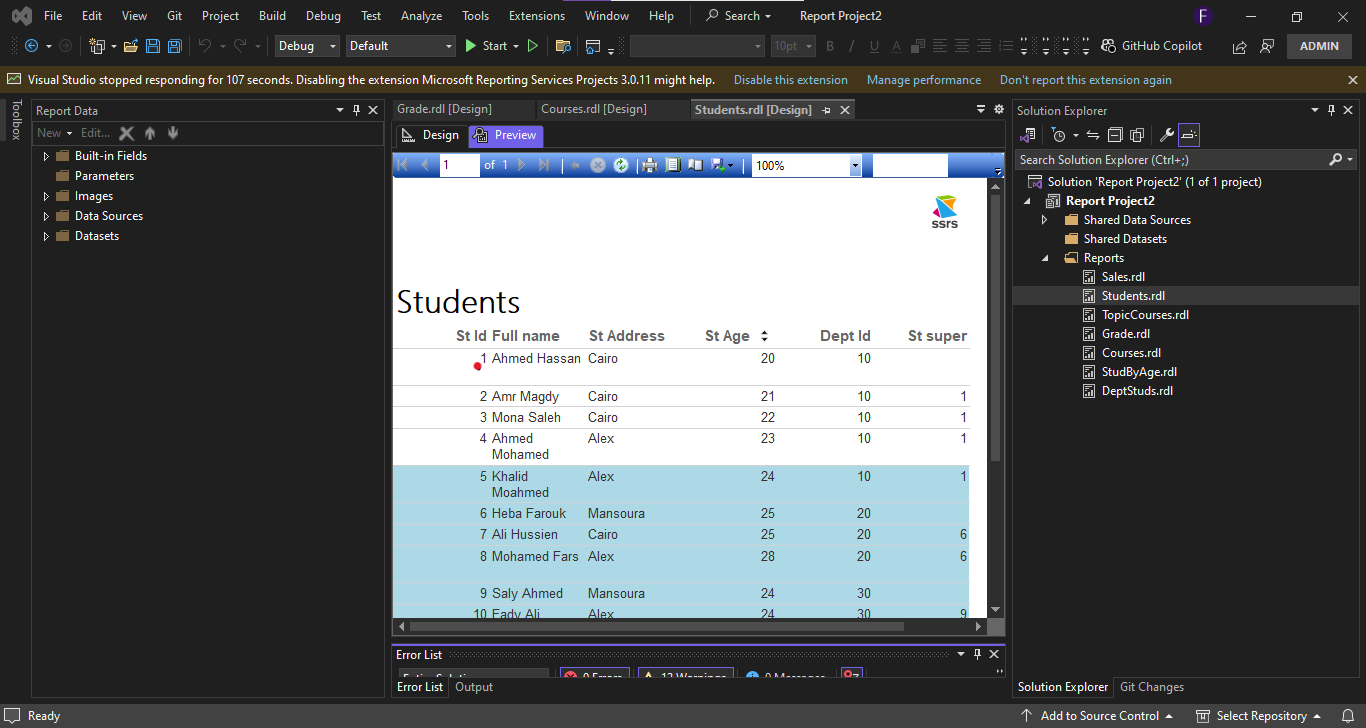 File Edit View Git Project Build Debug Test Analyze Tools Extensions Window Help Search Report Project2 F
Debug Default Start 10pt B I U A GitHub Copilot ADMIN
Visual Studio stopped responding for 107 seconds. Disabling the extension Microsoft Reporting Services Projects 3.0.11 might help. Disable this extension Manage performance Don't report this extension again
Toolbox
Report Data
New Edit...
Built-in Fields
Parameters
Images
Data Sources
Datasets
Grade.rdl [Design] Courses.rdl [Design] Students.rdl [Design]
Design Preview
1 of 1 100%
ssrs
Students
St Id Full name St Address St Age Dept Id St super
1 Ahmed Hassan Cairo 20 10
2 Amr Magdy Cairo 21 10 1
3 Mona Saleh Cairo 22 10 1
4 Ahmed Alex 23 10 1
Mohamed
5 Khalid Alex 24 10 1
Moahmed
6 Heba Farouk Mansoura 25 20
7 Ali Hussien Cairo 25 20 6
8 Mohamed Fars Alex 28 20 6
9 Saly Ahmed Mansoura 24 30
10 Fady Ali Alex 24 30 9
Error List
Entire Solution 0 Errors 12 Warnings 0 Messages
Error List Output
Solution Explorer
Search Solution Explorer (Ctrl+;)
Solution 'Report Project2' (1 of 1 project)
Report Project2
Shared Data Sources
Shared Datasets
Reports
Sales.rdl
Students.rdl
TopicCourses.rdl
Grade.rdl
Courses.rdl
StudByAge.rdl
DeptStuds.rdl
Solution Explorer Git Changes
Ready Add to Source Control Select Repository